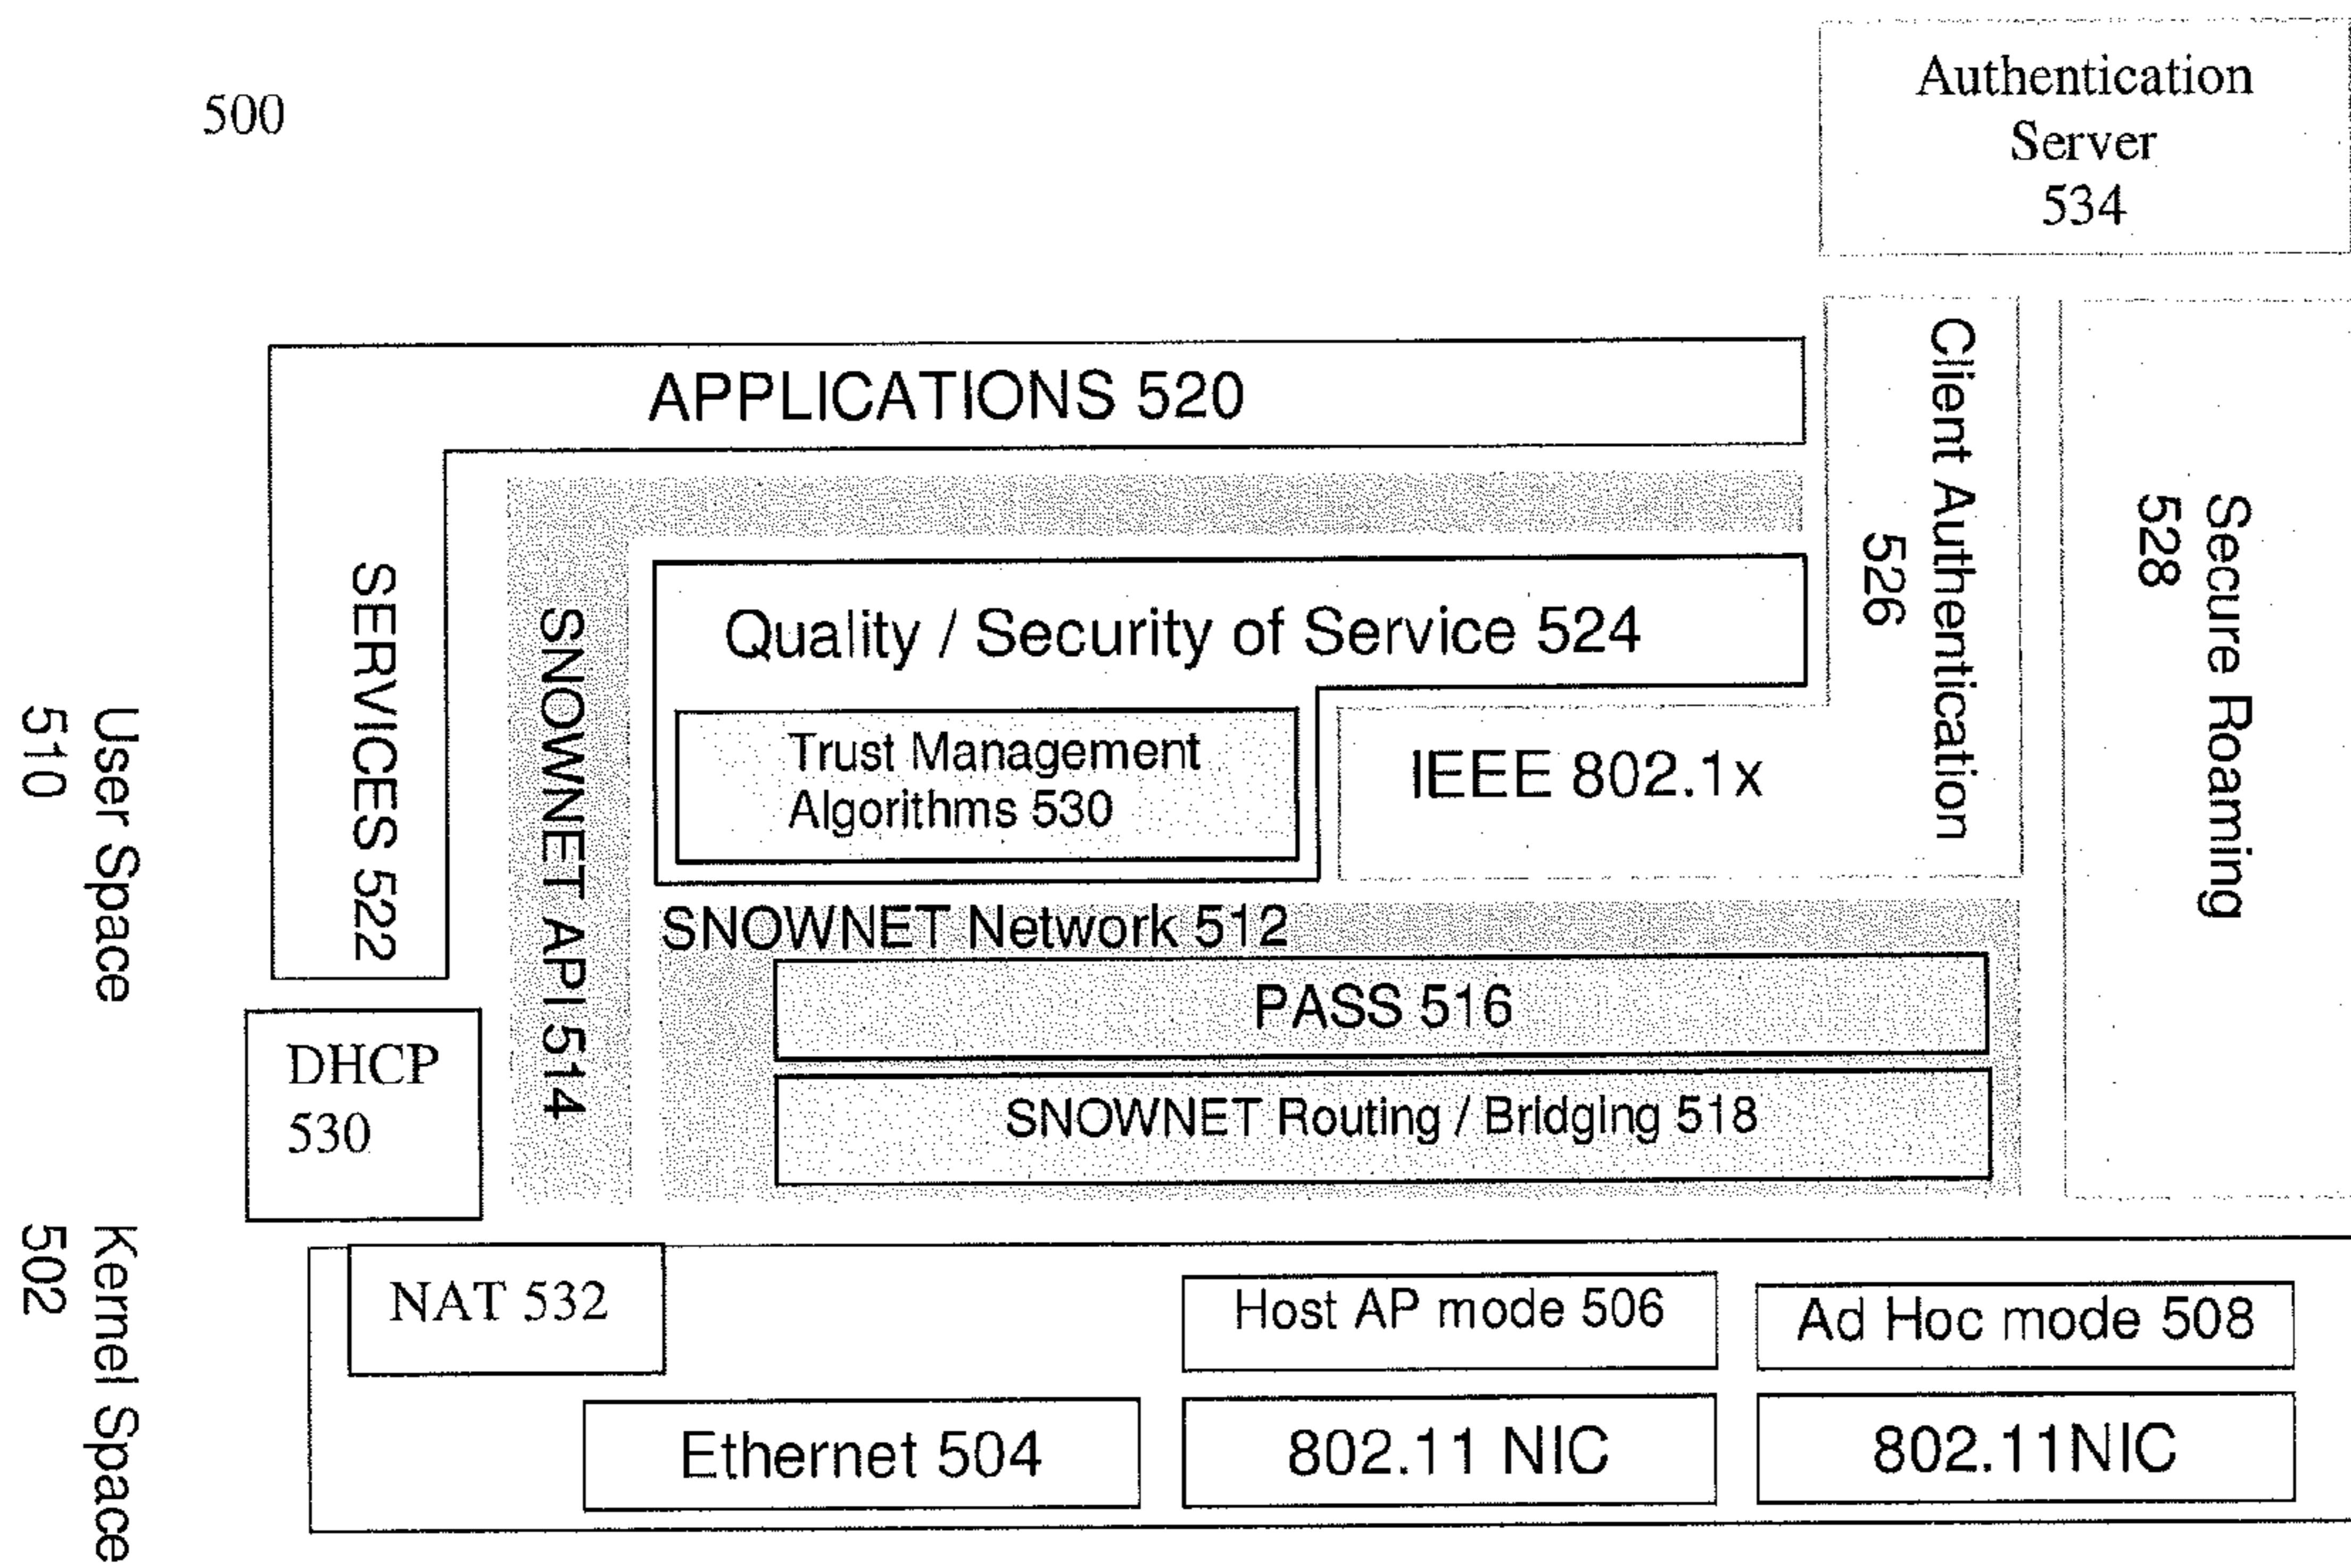 500
Authentication
Server
534
APPLICATIONS 520
SERVICES 522
SNOWNET API 514
Quality / Security of Service 524
Trust Management
Algorithms 530
IEEE 802.1x
Client Authentication
526
Secure Roaming
528
SNOWNET Network 512
PASS 516
SNOWNET Routing / Bridging 518
User Space
510
DHCP
530
Kernel Space
502
NAT 532
Host AP mode 506
Ad Hoc mode 508
Ethernet 504
802.11 NIC
802.11NIC